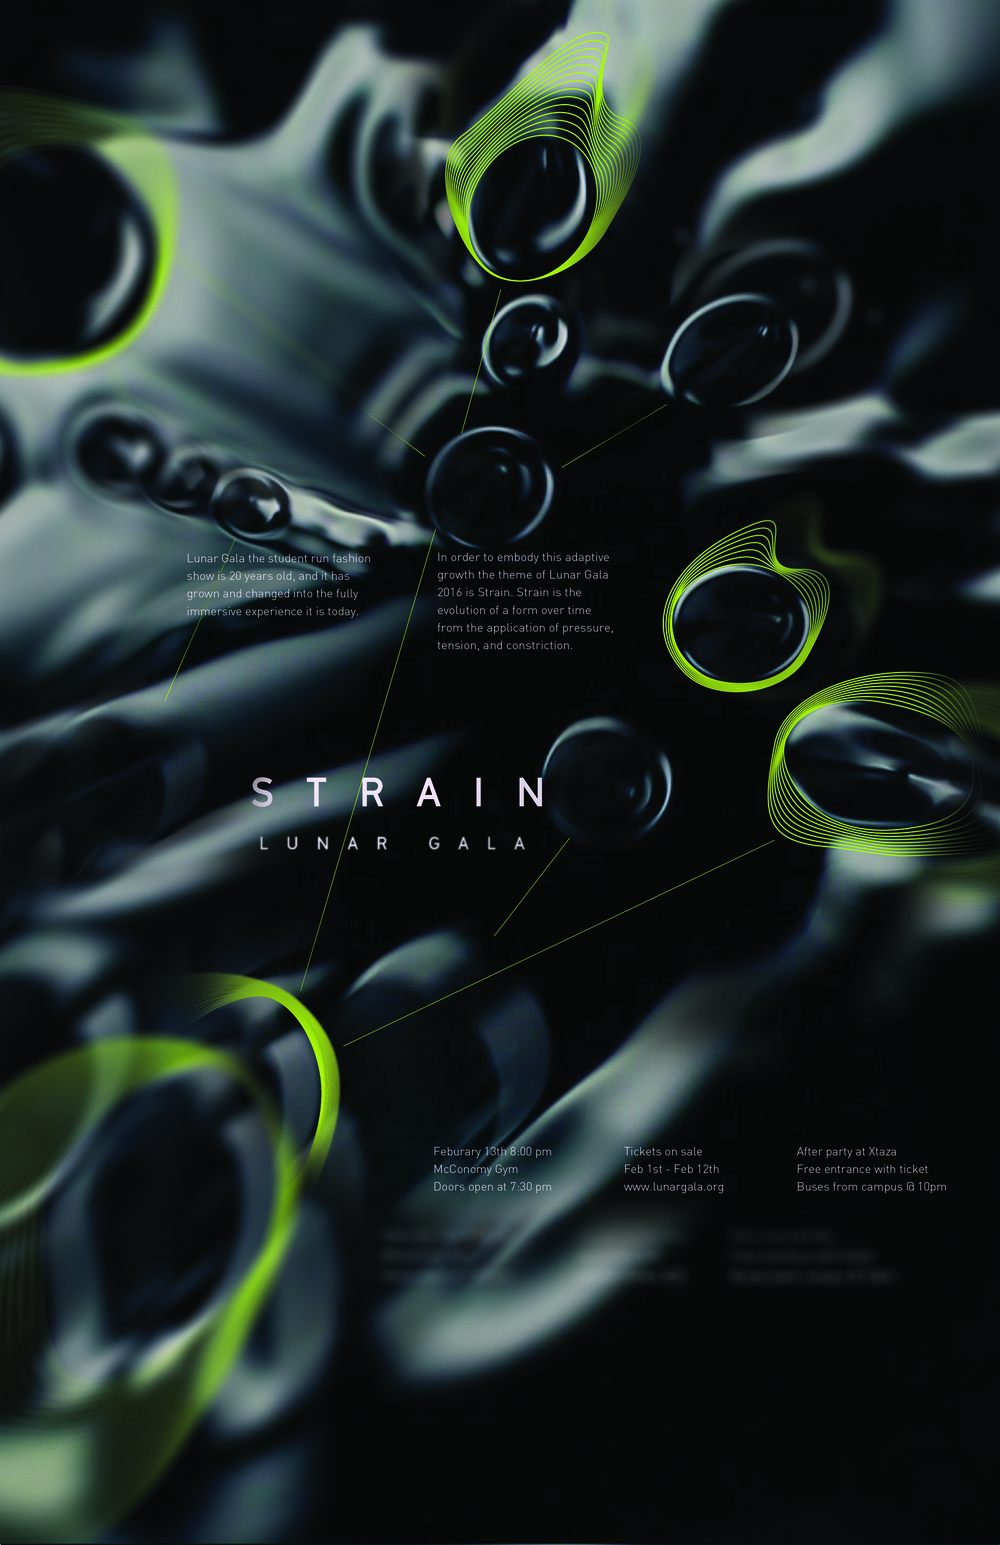 Lunar Gala the student run fashion
show is 20 years old, and it has
grown and changed into the fully
immersive experience it is today.
In order to embody this adaptive
growth the theme of Lunar Gala
2016 is Strain. Strain is the
evolution of a form over time
from the application of pressure,
tension, and constriction.
STRAIN
LUNAR GALA
Feburary 13th 8:00 pm
McConomy Gym
Doors open at 7:30 pm
Tickets on sale
Feb 1st - Feb 12th
www.lunargala.org
After party at Xtaza
Free entrance with ticket
Buses from campus @ 10pm